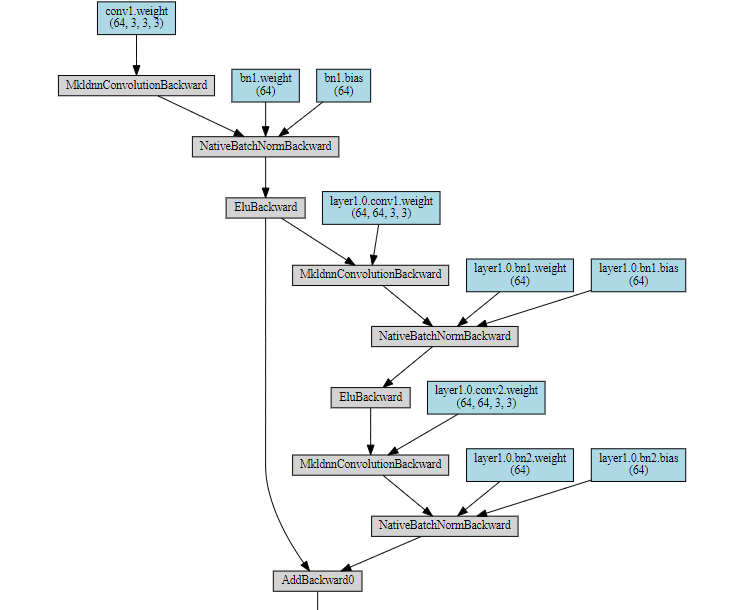 conv1.weight
(64, 3, 3, 3)
MkldnnConvolutionBackward
bn1.weight
(64)
bn1.bias
(64)
NativeBatchNormBackward
EluBackward
layer1.0.conv1.weight
(64, 64, 3, 3)
MkldnnConvolutionBackward
layer1.0.bn1.weight
(64)
layer1.0.bn1.bias
(64)
NativeBatchNormBackward
EluBackward
layer1.0.conv2.weight
(64, 64, 3, 3)
MkldnnConvolutionBackward
layer1.0.bn2.weight
(64)
layer1.0.bn2.bias
(64)
NativeBatchNormBackward
AddBackward0